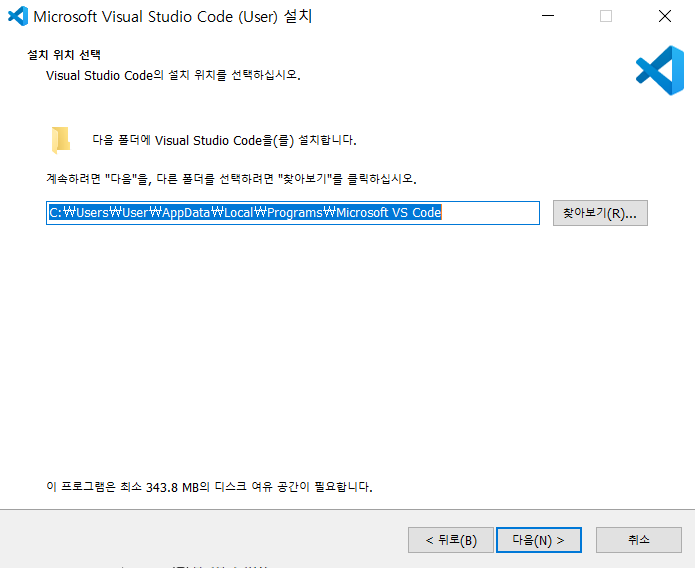 Microsoft Visual Studio Code (User) 설치
설치 위치 선택
Visual Studio Code의 설치 위치를 선택하십시오.
다음 폴더에 Visual Studio Code을(를) 설치합니다.
계속하려면 "다음"을, 다른 폴더를 선택하려면 "찾아보기"를 클릭하십시오.
C:₩Users₩User₩AppData₩Local₩Programs₩Microsoft VS Code
찾아보기(R)...
이 프로그램은 최소 343.8 MB의 디스크 여유 공간이 필요합니다.
< 뒤로(B)
다음(N) >
취소